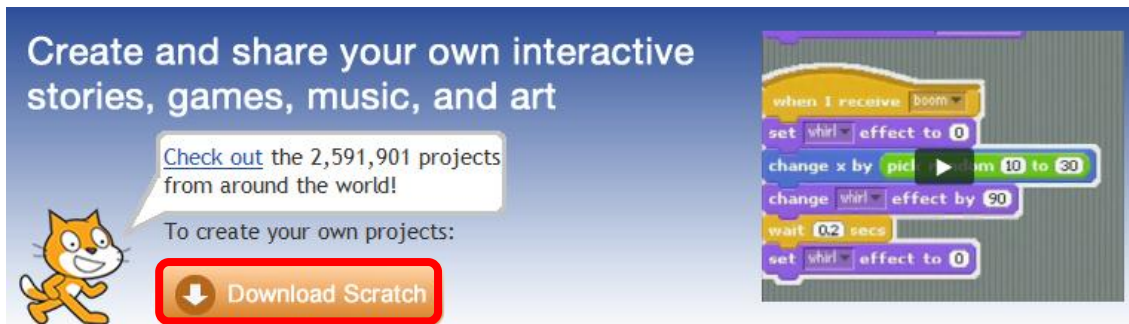 Create and share your own interactive
stories, games, music, and art
Check out the 2,591,901 projects
from around the world!
To create your own projects:
Download Scratch
when I receive boom
set whirl effect to 0
change x by pick random 10 to 30
change whirl effect by 90
wait 0.2 secs
set whirl effect to 0